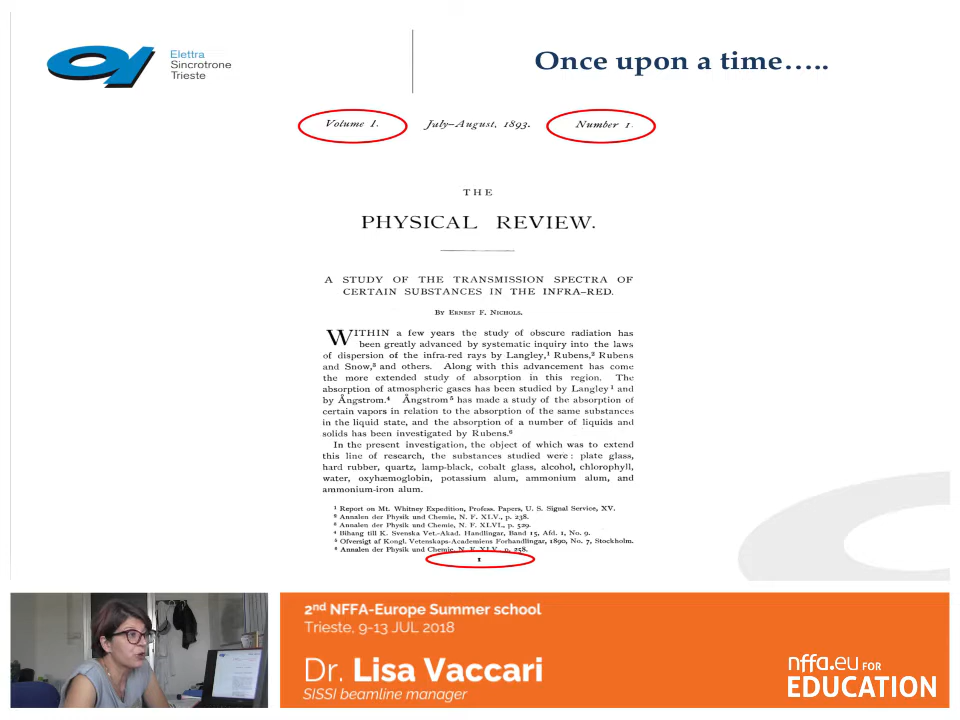 Elettra
Sincrotrone
Trieste
Once upon a time.....
Volume I.
July–August, 1893.
Number 1.
THE
PHYSICAL REVIEW.
A STUDY OF THE TRANSMISSION SPECTRA OF
CERTAIN SUBSTANCES IN THE INFRA-RED.
By Ernest F. Nichols.
WITHIN a few years the study of obscure radiation has
been greatly advanced by systematic inquiry into the laws
of dispersion of the infra-red rays by Langley,¹ Rubens,² Rubens
and Snow,³ and others. Along with this advancement has come
the more extended study of absorption in this region. The
absorption of atmospheric gases has been studied by Langley¹ and
by Ångstrom.⁴ Ångstrom⁵ has made a study of the absorption of
certain vapors in relation to the absorption of the same substances
in the liquid state, and the absorption of a number of liquids and
solids has been investigated by Rubens.⁶
In the present investigation, the object of which was to extend
this line of research, the substances studied were: plate glass,
hard rubber, quartz, lamp-black, cobalt glass, alcohol, chlorophyll,
water, oxyhæmoglobin, potassium alum, ammonium alum, and
ammonium-iron alum.
¹ Report on Mt. Whitney Expedition, Profess. Papers, U. S. Signal Service, XV.
² Annalen der Physik und Chemie, N. F. XLV., p. 238.
³ Annalen der Physik und Chemie, N. F. XLVI., p. 529.
⁴ Bihang till K. Svenska Vet.-Akad. Handlingar, Band 15, Afd. 1, No. 9.
⁵ Ofversigt af Kongl. Vetenskaps-Academiens Forhandlingar, 1890, No. 7, Stockholm.
⁶ Annalen der Physik und Chemie, N. F. XLV., p. 258.
1
2nd NFFA-Europe Summer school
Trieste, 9-13 JUL 2018
Dr. Lisa Vaccari
SISSI beamline manager
nffa.eu FOR
EDUCATION